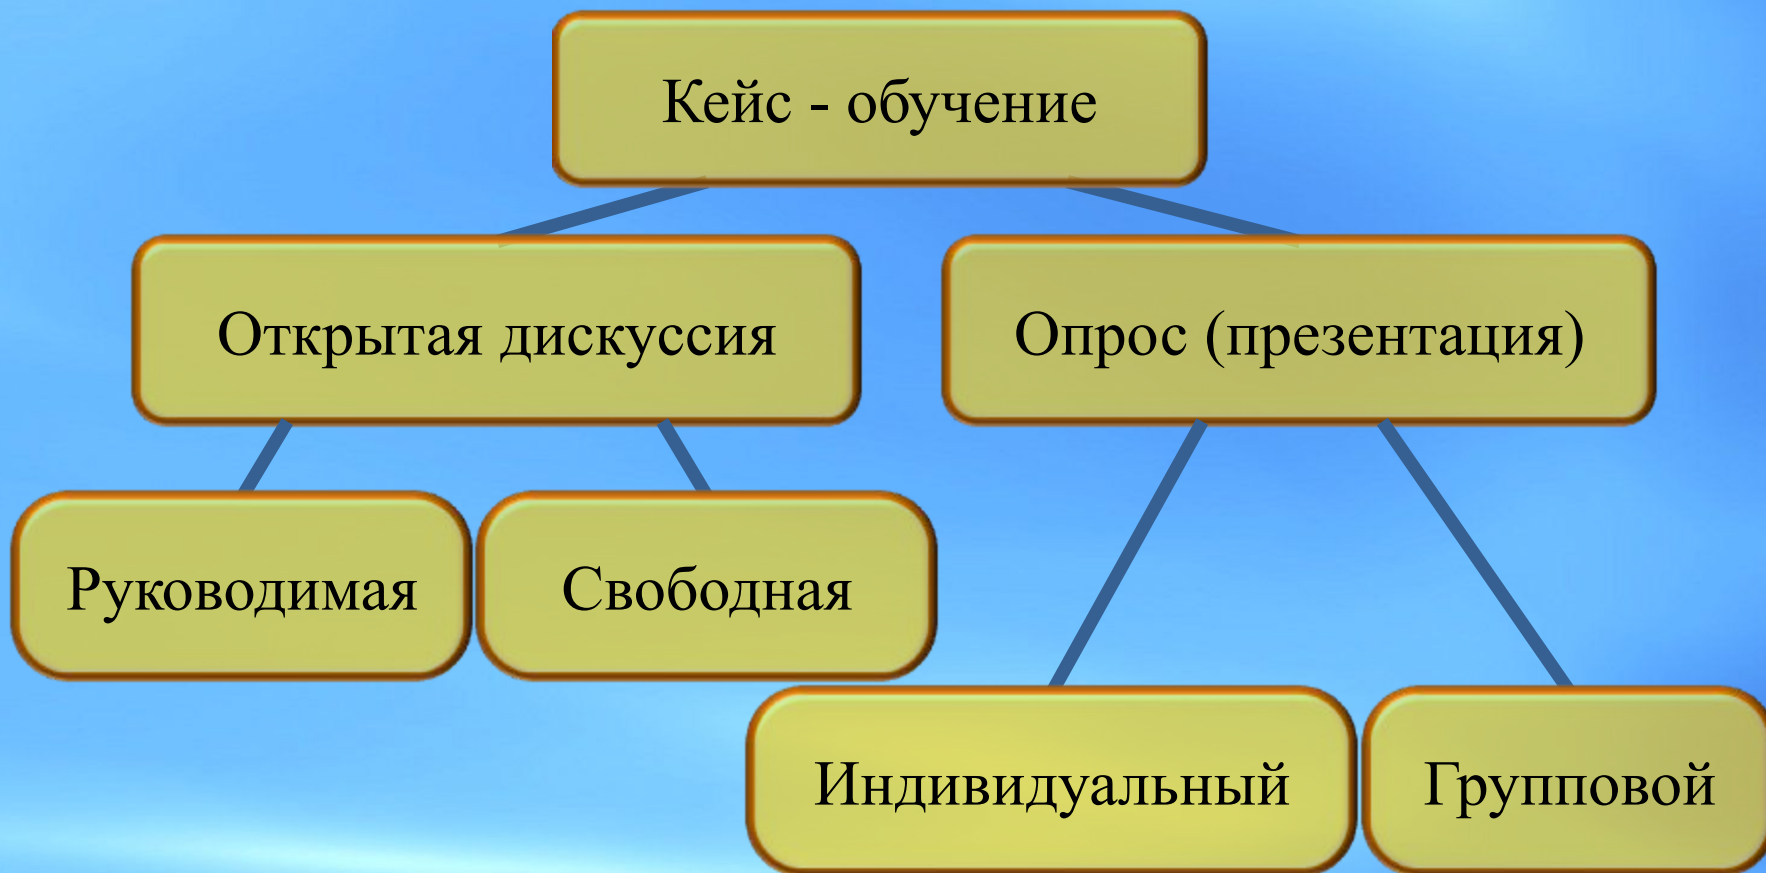 Кейс - обучение
Открытая дискуссия
Опрос (презентация)
Руководимая
Свободная
Индивидуальный
Групповой